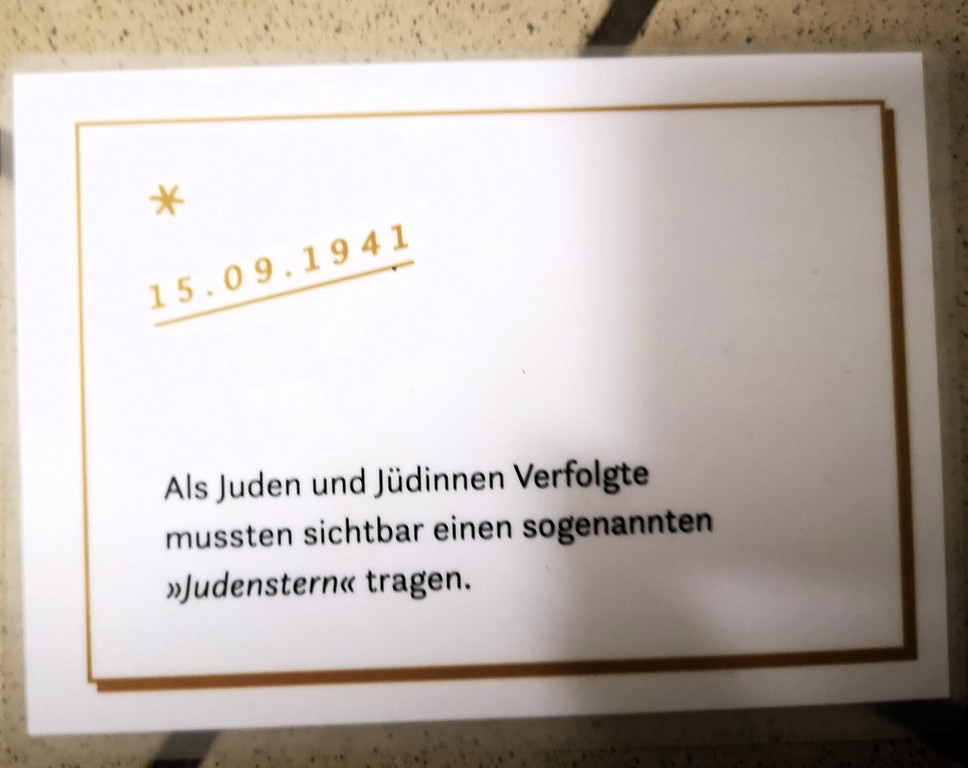 *
15.09.1941
Als Juden und Jüdinnen Verfolgte
mussten sichtbar einen sogenannten
»Judenstern« tragen.